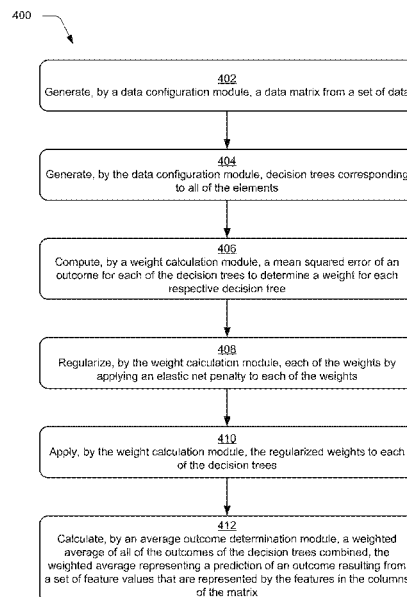 400
402
Generate, by a data configuration module, a data matrix from a set of data
404
Generate, by the data configuration module, decision trees corresponding
to all of the elements
406
Compute, by a weight calculation module, a mean squared error of an
outcome for each of the decision trees to determine a weight for each
respective decision tree
408
Regularize, by the weight calculation module, each of the weights by
applying an elastic net penalty to each of the weights
410
Apply, by the weight calculation module, the regularized weights to each
of the decision trees
412
Calculate, by an average outcome determination module, a weighted
average of all of the outcomes of the decision trees combined, the
weighted average representing a prediction of an outcome resulting from
a set of feature values that are represented by the features in the columns
of the matrix